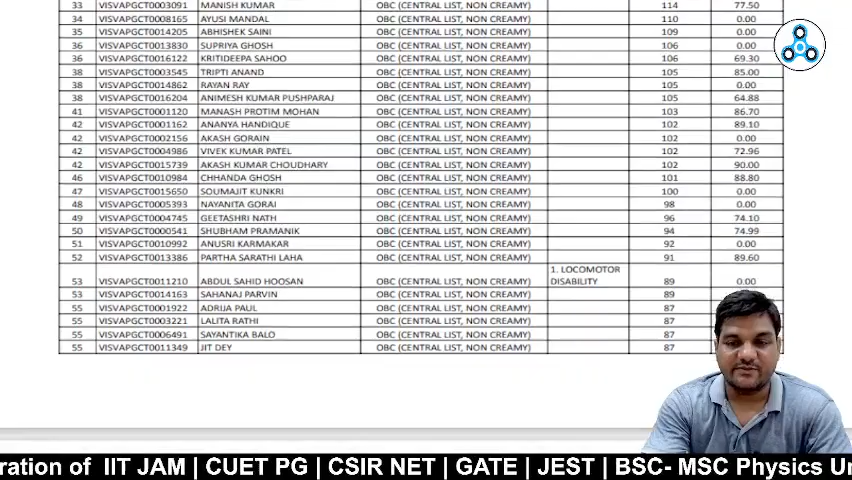 33 VISVAPGCT0003091 MANISH KUMAR OBC (CENTRAL LIST, NON CREAMY) 114 77.50
34 VISVAPGCT0008165 AYUSI MANDAL OBC (CENTRAL LIST, NON CREAMY) 110 0.00
35 VISVAPGCT0014205 ABHISHEK SAINI OBC (CENTRAL LIST, NON CREAMY) 109 0.00
36 VISVAPGCT0013830 SUPRIYA GHOSH OBC (CENTRAL LIST, NON CREAMY) 106 0.00
36 VISVAPGCT0016122 KRITIDEEPA SAHOO OBC (CENTRAL LIST, NON CREAMY) 106 69.30
38 VISVAPGCT0003545 TRIPTI ANAND OBC (CENTRAL LIST, NON CREAMY) 105 85.00
38 VISVAPGCT0014862 RAYAN RAY OBC (CENTRAL LIST, NON CREAMY) 105 0.00
38 VISVAPGCT0016204 ANIMESH KUMAR PUSHPARAJ OBC (CENTRAL LIST, NON CREAMY) 105 64.88
41 VISVAPGCT0001120 MANASH PROTIM MOHAN OBC (CENTRAL LIST, NON CREAMY) 103 86.70
42 VISVAPGCT0001162 ANANYA HANDIQUE OBC (CENTRAL LIST, NON CREAMY) 102 89.10
42 VISVAPGCT0002156 AKASH GORAIN OBC (CENTRAL LIST, NON CREAMY) 102 0.00
42 VISVAPGCT0004986 VIVEK KUMAR PATEL OBC (CENTRAL LIST, NON CREAMY) 102 72.96
42 VISVAPGCT0015739 AKASH KUMAR CHOUDHARY OBC (CENTRAL LIST, NON CREAMY) 102 90.00
46 VISVAPGCT0010984 CHHANDA GHOSH OBC (CENTRAL LIST, NON CREAMY) 101 88.80
47 VISVAPGCT0015650 SOUMAJIT KUNKRI OBC (CENTRAL LIST, NON CREAMY) 100 0.00
48 VISVAPGCT0005393 NAYANITA GORAI OBC (CENTRAL LIST, NON CREAMY) 98 0.00
49 VISVAPGCT0004745 GEETASHRI NATH OBC (CENTRAL LIST, NON CREAMY) 96 74.10
50 VISVAPGCT0000541 SHUBHAM PRAMANIK OBC (CENTRAL LIST, NON CREAMY) 94 74.99
51 VISVAPGCT0010992 ANUSRI KARMAKAR OBC (CENTRAL LIST, NON CREAMY) 92 0.00
52 VISVAPGCT0013386 PARTHA SARATHI LAHA OBC (CENTRAL LIST, NON CREAMY) 91 89.60
1. LOCOMOTOR
53 VISVAPGCT0011210 ABDUL SAHID HOOSAN OBC (CENTRAL LIST, NON CREAMY) DISABILITY 89 0.00
53 VISVAPGCT0014163 SAHANAJ PARVIN OBC (CENTRAL LIST, NON CREAMY) 89
55 VISVAPGCT0001922 ADRIJA PAUL OBC (CENTRAL LIST, NON CREAMY) 87
55 VISVAPGCT0003221 LALITA RATHI OBC (CENTRAL LIST, NON CREAMY) 87
55 VISVAPGCT0006491 SAYANTIKA BALO OBC (CENTRAL LIST, NON CREAMY) 87
55 VISVAPGCT0011349 JIT DEY OBC (CENTRAL LIST, NON CREAMY) 87
ration of IIT JAM | CUET PG | CSIR NET | GATE | JEST | BSC- MSC Physics Un